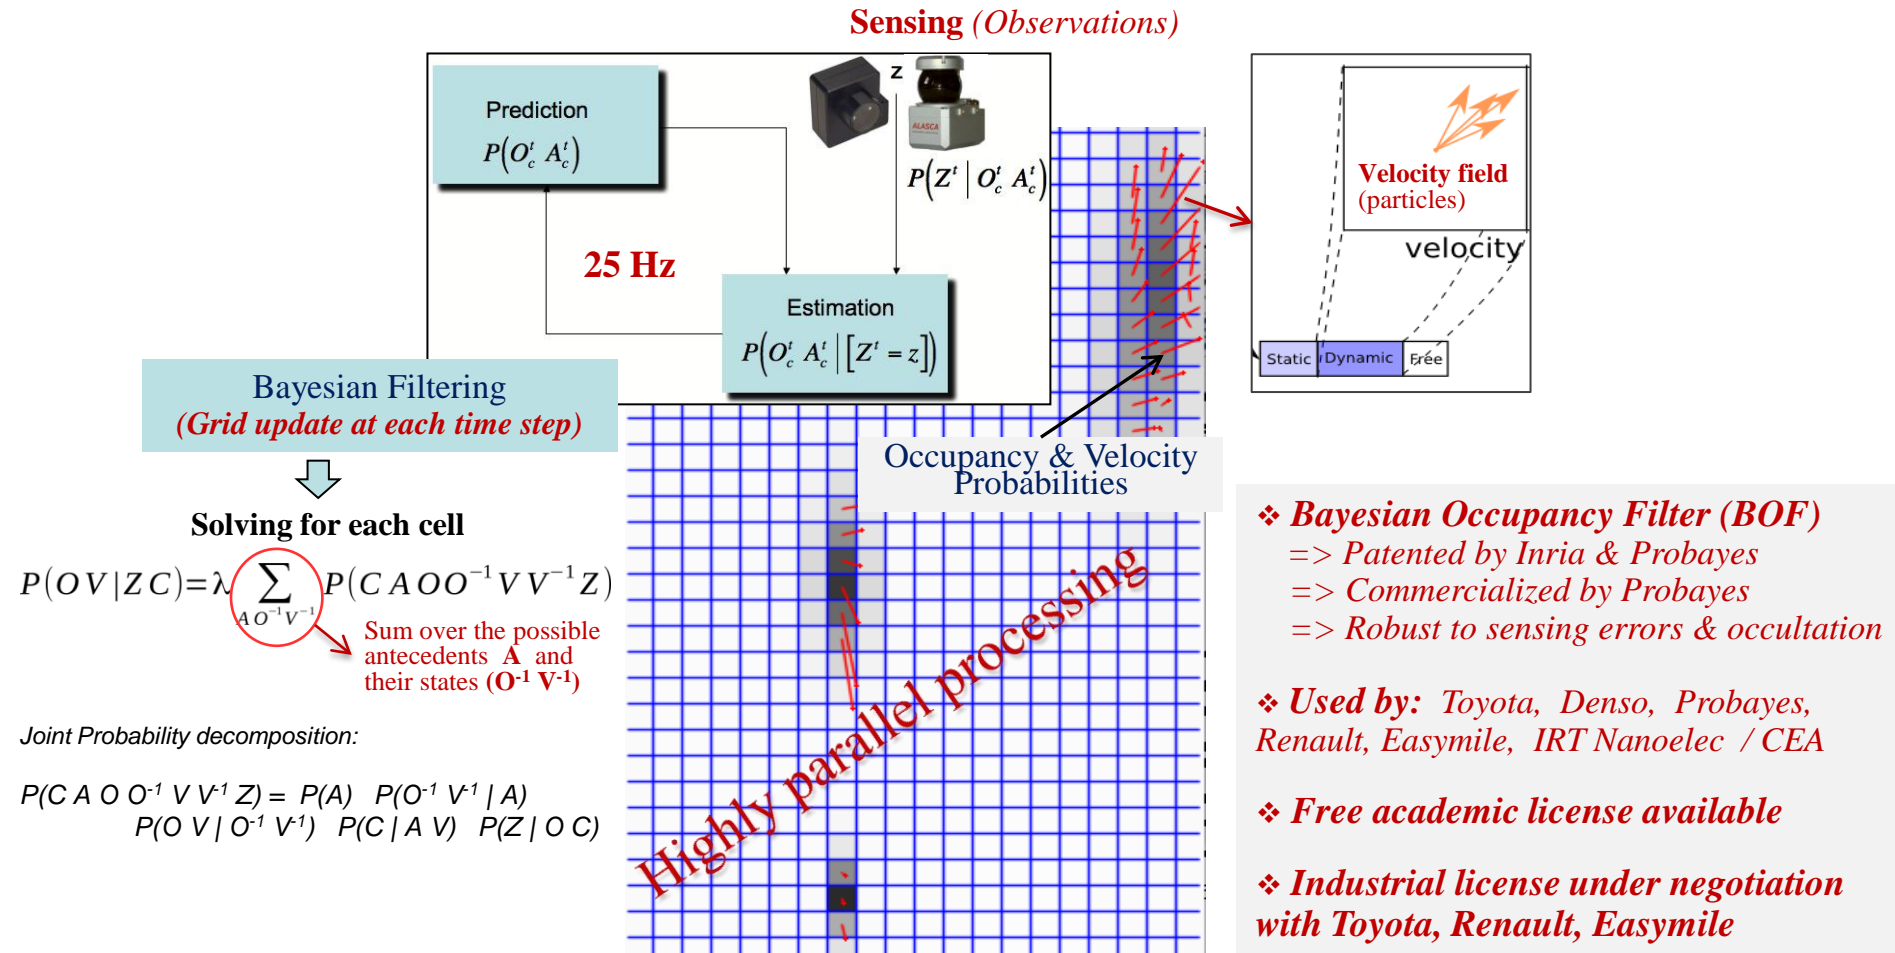 Sensing (Observations)
Prediction
P(O_c^t A_c^t)
z
ALASCA
P(Z^t | O_c^t A_c^t)
25 Hz
Estimation
P(O_c^t A_c^t | [Z^t = z])
Velocity field
(particles)
velocity
Static Dynamic Free
Bayesian Filtering
(Grid update at each time step)
Occupancy & Velocity
Probabilities
Solving for each cell
P(O V | Z C) = λ ∑ P(C A O O⁻¹ V V⁻¹ Z)
A O⁻¹ V⁻¹
Sum over the possible
antecedents A and
their states (O⁻¹ V⁻¹)
Joint Probability decomposition:
P(C A O O⁻¹ V V⁻¹ Z) = P(A) P(O⁻¹ V⁻¹ | A)
P(O V | O⁻¹ V⁻¹) P(C | A V) P(Z | O C)
Highly parallel processing
❖ Bayesian Occupancy Filter (BOF)
=> Patented by Inria & Probayes
=> Commercialized by Probayes
=> Robust to sensing errors & occultation
❖ Used by: Toyota, Denso, Probayes,
Renault, Easymile, IRT Nanoelec / CEA
❖ Free academic license available
❖ Industrial license under negotiation
with Toyota, Renault, Easymile